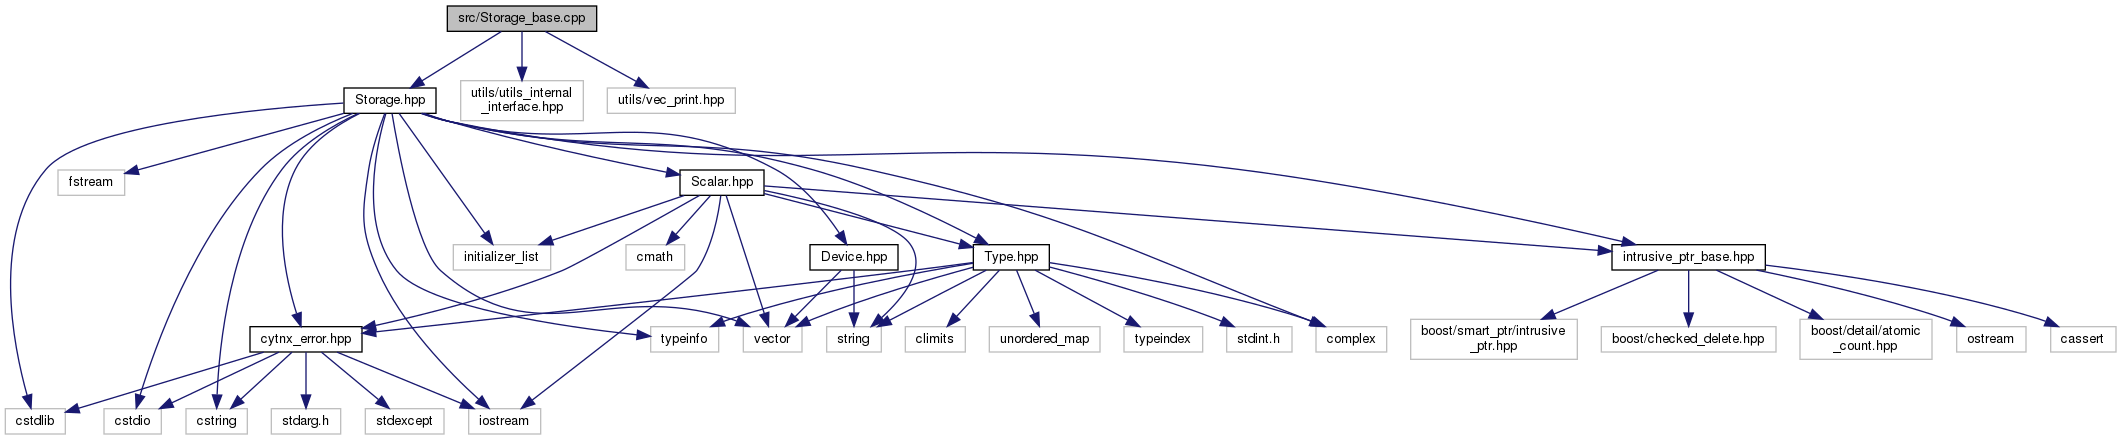 src/Storage_base.cpp
Storage.hpp
utils/utils_internal
_interface.hpp
utils/vec_print.hpp
fstream
Scalar.hpp
initializer_list
cmath
Device.hpp
Type.hpp
intrusive_ptr_base.hpp
cytnx_error.hpp
typeinfo
vector
string
climits
unordered_map
typeindex
stdint.h
complex
boost/smart_ptr/intrusive
_ptr.hpp
boost/checked_delete.hpp
boost/detail/atomic
_count.hpp
ostream
cassert
cstdlib
cstdio
cstring
stdarg.h
stdexcept
iostream